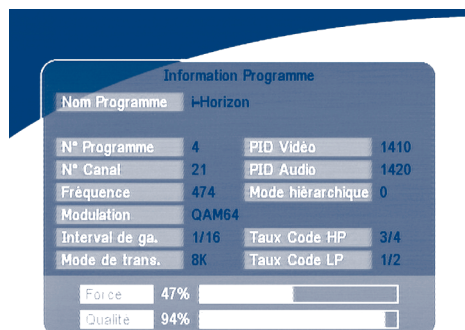 Information Programme
Nom Programme i-Horizon
N° Programme 4 PID Vidéo 1410
N° Canal 21 PID Audio 1420
Fréquence 474 Mode hièrarchique 0
Modulation QAM64
Interval de ga. 1/16 Taux Code HP 3/4
Mode de trans. 8K Taux Code LP 1/2
Force 47%
Qualite 94%